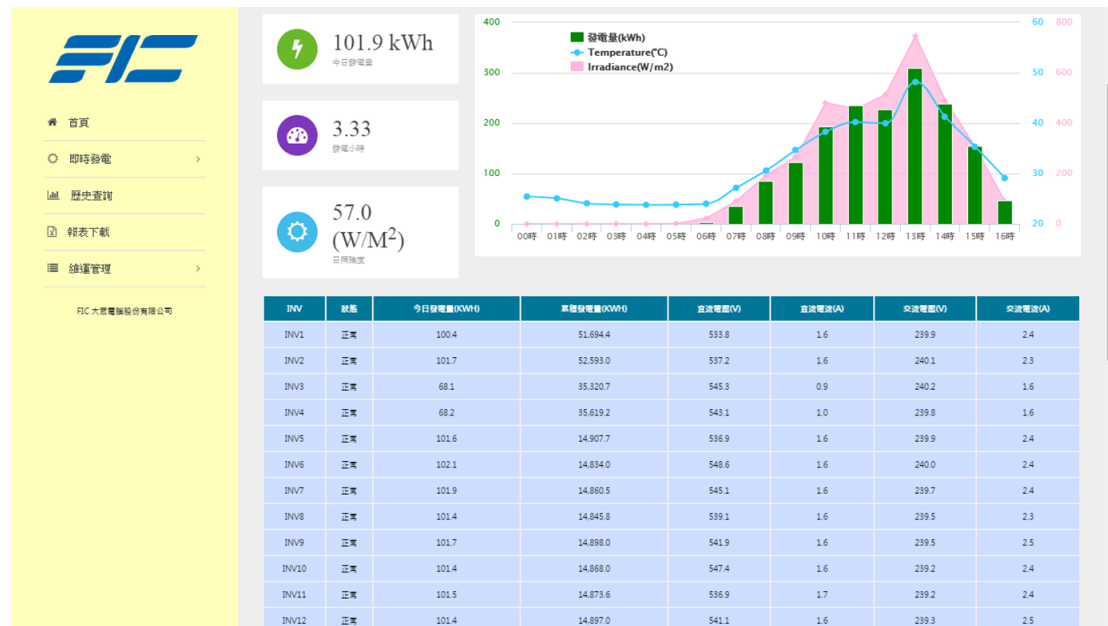 FIC
首頁
即時發電
歷史查詢
報表下載
維運管理
FIC 大眾電腦股份有限公司
101.9 kWh
今日發電量
3.33
發電小時
57.0
(W/M2)
日照強度
發電量(kWh)
Temperature(℃)
Irradiance(W/m2)
400 60 800
300 50 600
200 40 400
100 30 200
0 20 0
00時 01時 02時 03時 04時 05時 06時 07時 08時 09時 10時 11時 12時 13時 14時 15時 16時
INV 狀態 今日發電量(KWH) 累積發電量(KWH) 直流電壓(V) 直流電流(A) 交流電壓(V) 交流電流(A)
INV1 正常 100.4 51,694.4 533.8 1.6 239.9 2.4
INV2 正常 101.7 52,593.0 537.2 1.6 240.1 2.3
INV3 正常 68.1 35,320.7 545.3 0.9 240.2 1.6
INV4 正常 68.2 35,619.2 543.1 1.0 239.8 1.6
INV5 正常 101.6 14,907.7 536.9 1.6 239.9 2.4
INV6 正常 102.1 14,834.0 548.6 1.6 240.0 2.4
INV7 正常 101.9 14,860.5 545.1 1.6 239.7 2.4
INV8 正常 101.4 14,845.8 539.1 1.6 239.5 2.3
INV9 正常 101.7 14,898.0 541.9 1.6 239.5 2.5
INV10 正常 101.4 14,868.0 547.4 1.6 239.2 2.4
INV11 正常 101.5 14,873.6 536.9 1.7 239.2 2.4
INV12 正常 101.4 14,897.0 541.1 1.6 239.3 2.5